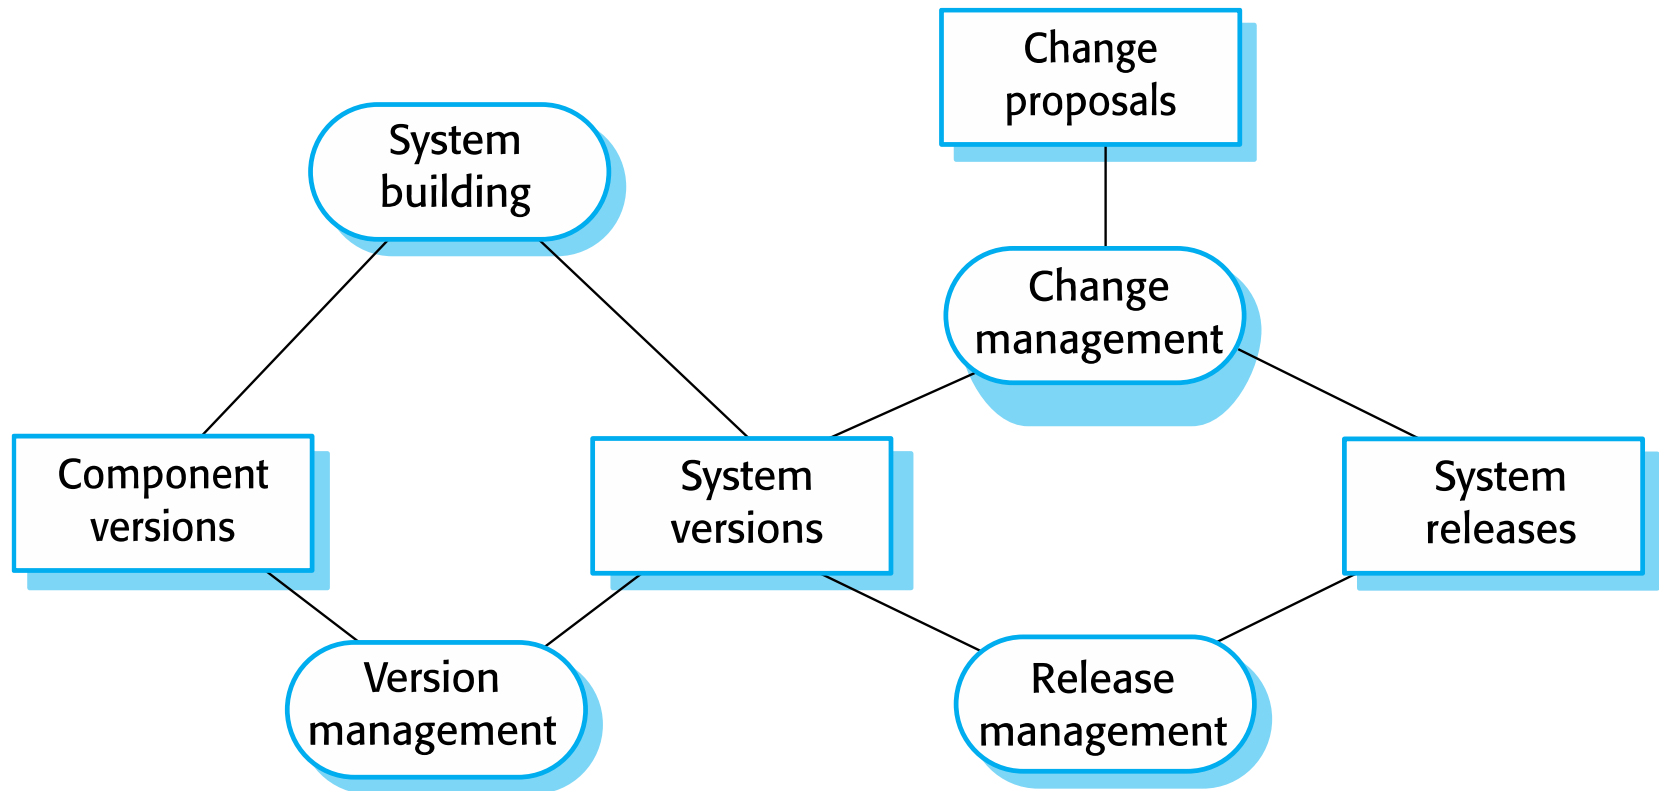 Change
proposals
System
building
Change
management
Component
versions
System
versions
System
releases
Version
management
Release
management